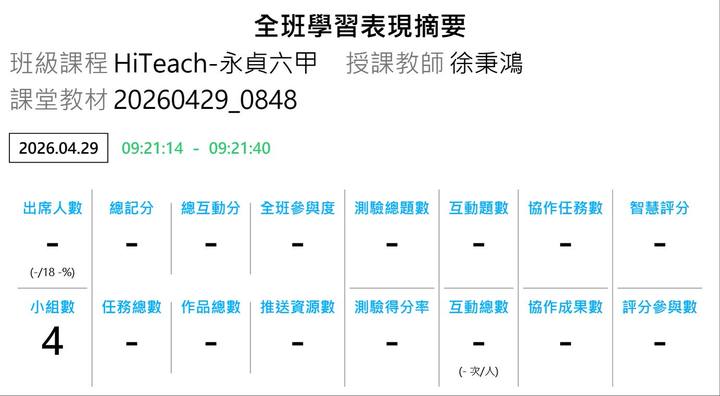 全班學習表現摘要
班級課程 HiTeach-永貞六甲 授課教師 徐秉鴻
課堂教材 20260429_0848
2026.04.29 09:21:14 - 09:21:40
出席人數 總記分 總互動分 全班參與度 測驗總題數 互動題數 協作任務數 智慧評分
- - - - - - - -
(-/18 -%)
小組數 任務總數 作品總數 推送資源數 測驗得分率 互動總數 協作成果數 評分參與數
4 - - - - - - -
(- 次/人)